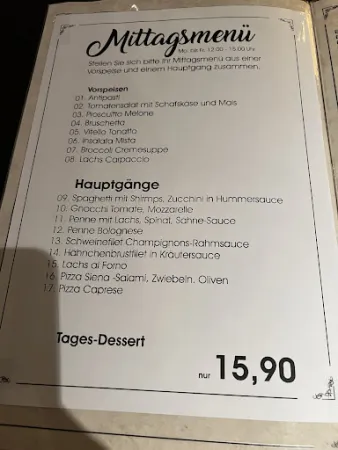 Mittagsmenü
Mo. bis Fr. 12:00 - 15:00 Uhr
Stellen Sie sich bitte Ihr Mittagsmenü aus einer
Vorspeise und einem Hauptgang zusammen.
Vorspeisen
01. Antipasti
02. Tomatensalat mit Schafskäse und Mais
03. Prosciutto Melone
04. Bruschetta
05. Vitello Tonatto
06. Insalata Mista
07. Broccoli Cremesuppe
08. Lachs Carpaccio
Hauptgänge
09. Spaghetti mit Shrimps, Zucchini in Hummersauce
10. Gnocchi Tomate, Mozzarella
11. Penne mit Lachs, Spinat, Sahne-Sauce
12. Penne Bolognese
13. Schweinefilet Champignons-Rahmsauce
14. Hähnchenbrustfilet in Kräutersauce
15. Lachs al Forno
16. Pizza Siena -Salami, Zwiebeln, Oliven
17. Pizza Caprese
Tages-Dessert
nur 15,90